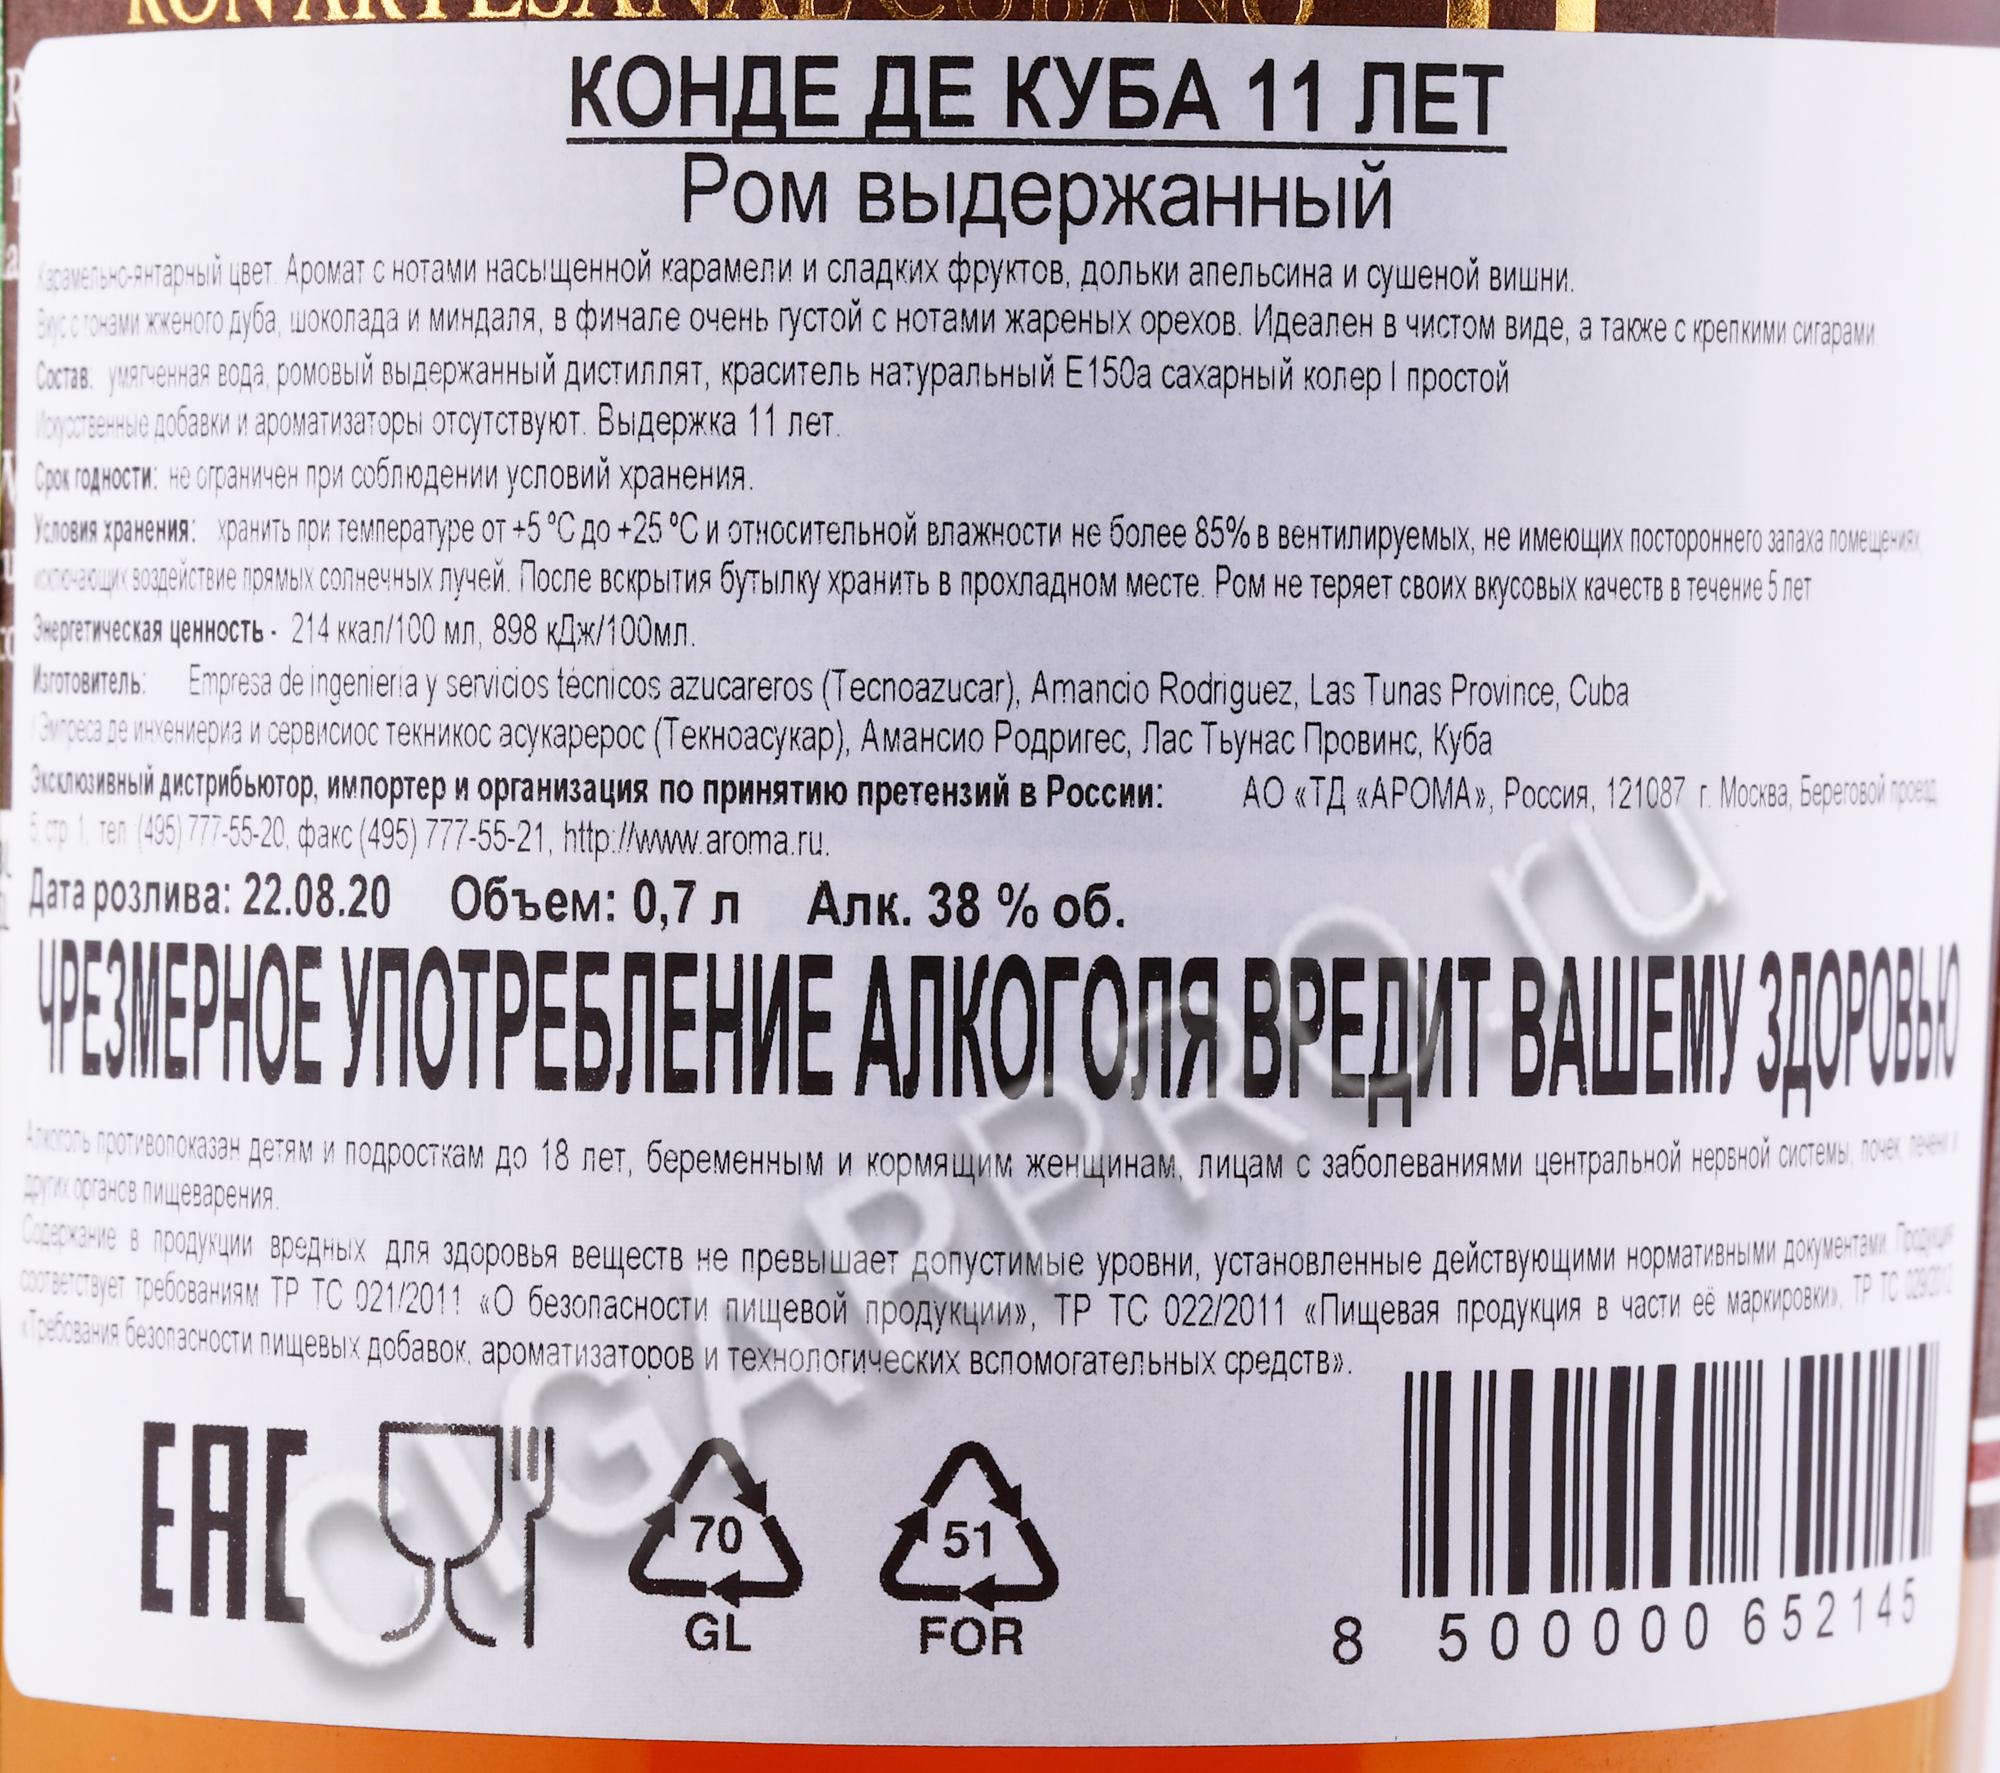 RON ARTESANAL CUBANO 11
КОНДЕ ДЕ КУБА 11 ЛЕТ
Ром выдержанный
Карамельно-янтарный цвет. Аромат с нотами насыщенной карамели и сладких фруктов, дольки апельсина и сушеной вишни.
Вкус с тонами жженого дуба, шоколада и миндаля, в финале очень густой с нотами жареных орехов. Идеален в чистом виде, а также с крепкими сигарами.
Состав: умягченная вода, ромовый выдержанный дистиллят, краситель натуральный Е150а сахарный колер I простой
Искусственные добавки и ароматизаторы отсутствуют. Выдержка 11 лет.
Срок годности: не ограничен при соблюдении условий хранения.
Условия хранения: хранить при температуре от +5 °С до +25 °С и относительной влажности не более 85% в вентилируемых, не имеющих постороннего запаха помещениях,
исключающих воздействие прямых солнечных лучей. После вскрытия бутылку хранить в прохладном месте. Ром не теряет своих вкусовых качеств в течение 5 лет
Энергетическая ценность - 214 ккал/100 мл, 898 кДж/100мл.
Изготовитель: Empresa de ingenieria y servicios técnicos azucareros (Tecnoazucar), Amancio Rodriguez, Las Tunas Province, Cuba
/ Эмпреса де инхениериа и сервисиос текникос асукарерос (Текноасукар), Амансио Родригес, Лас Тьунас Провинс, Куба
Эксклюзивный дистрибьютор, импортер и организация по принятию претензий в России: АО «ТД «АРОМА», Россия, 121087 г. Москва, Береговой проезд,
5, стр 1, тел (495) 777-55-20, факс (495) 777-55-21, http://www.aroma.ru.
Дата розлива: 22.08.20 Объем: 0,7 л Алк. 38 % об.
ЧРЕЗМЕРНОЕ УПОТРЕБЛЕНИЕ АЛКОГОЛЯ ВРЕДИТ ВАШЕМУ ЗДОРОВЬЮ
Алкоголь противопоказан детям и подросткам до 18 лет, беременным и кормящим женщинам, лицам с заболеваниями центральной нервной системы, почек, печени и
других органов пищеварения.
Содержание в продукции вредных для здоровья веществ не превышает допустимые уровни, установленные действующими нормативными документами. Продукция
соответствует требованиям ТР ТС 021/2011 «О безопасности пищевой продукции», ТР ТС 022/2011 «Пищевая продукция в части её маркировки», ТР ТС 029/2012
«Требования безопасности пищевых добавок, ароматизаторов и технологических вспомогательных средств».
EAC
70
GL
51
FOR
8 500000 652145
CIGARPRO.ru